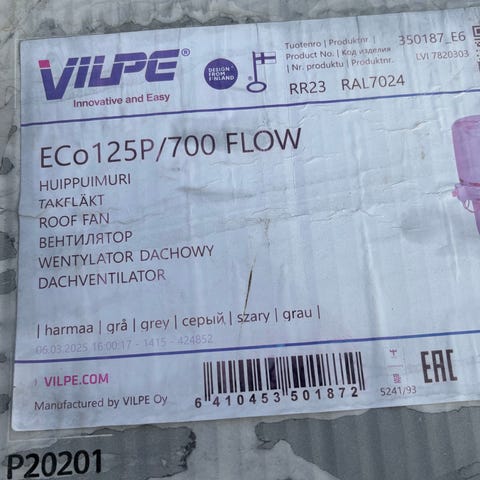 VILPE®
Innovative and Easy
DESIGN FROM FINLAND
Tuotenro | Produktnr
Product No. | Код изделия
| Nr. produktu | Produktnr.
350187_E6
LVI 7820303
RR23 RAL7024
ECo125P/700 FLOW
HUIPPUIMURI
TAKFLÄKT
ROOF FAN
ВЕНТИЛЯТОР
WENTYLATOR DACHOWY
DACHVENTILATOR
| harmaa | grå | grey | серый | szary | grau |
06.03.2025 16:00:17 - 1415 - 424852
VILPE.COM
Manufactured by VILPE Oy
6 410453 501872
5241/93
EAC
P20201